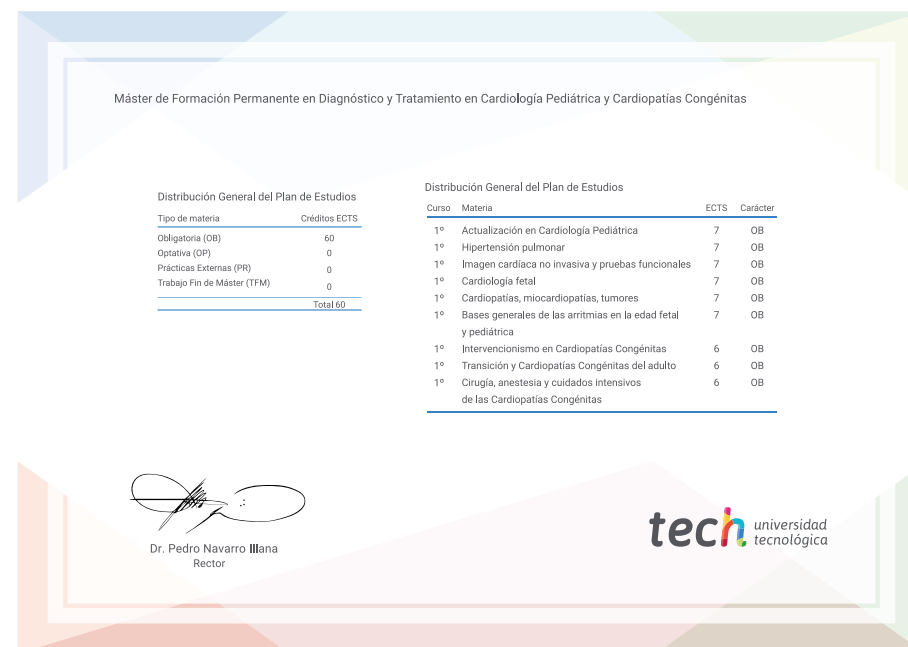 Máster de Formación Permanente en Diagnóstico y Tratamiento en Cardiología Pediátrica y Cardiopatías Congénitas
Distribución General del Plan de Estudios
Tipo de materia Créditos ECTS
Obligatoria (OB) 60
Optativa (OP) 0
Prácticas Externas (PR) 0
Trabajo Fin de Máster (TFM) 0
Total 60
Distribución General del Plan de Estudios
Curso Materia ECTS Carácter
1º Actualización en Cardiología Pediátrica 7 OB
1º Hipertensión pulmonar 7 OB
1º Imagen cardíaca no invasiva y pruebas funcionales 7 OB
1º Cardiología fetal 7 OB
1º Cardiopatías, miocardiopatías, tumores 7 OB
1º Bases generales de las arritmias en la edad fetal 7 OB
y pediátrica
1º Intervencionismo en Cardiopatías Congénitas 6 OB
1º Transición y Cardiopatías Congénitas del adulto 6 OB
1º Cirugía, anestesia y cuidados intensivos 6 OB
de las Cardiopatías Congénitas
Dr. Pedro Navarro Illana
Rector
tech universidad
tecnológica